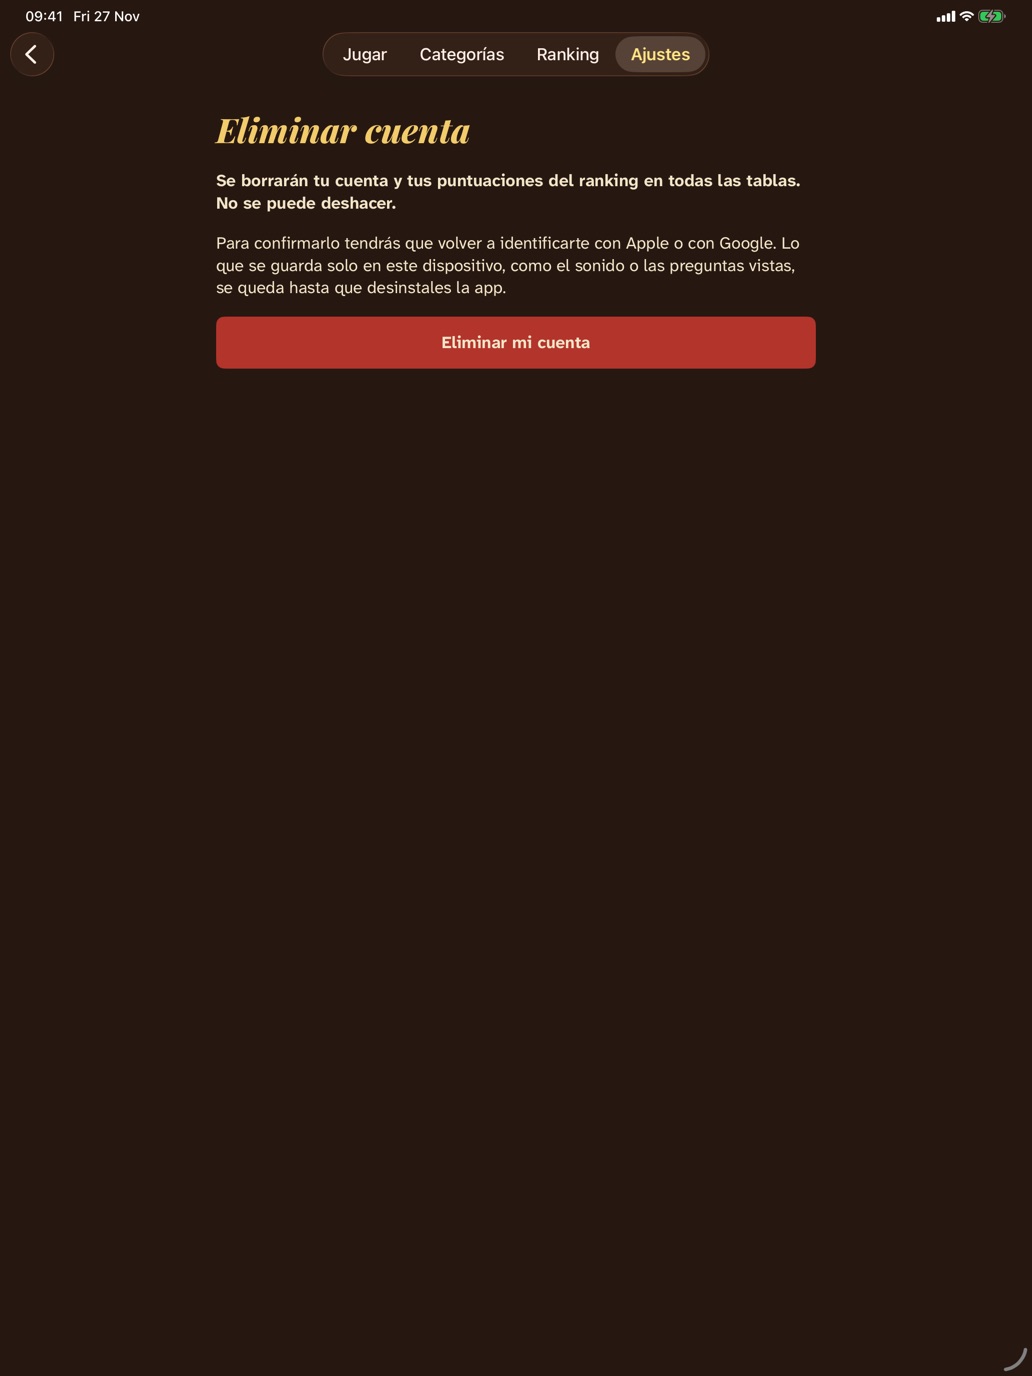 09:41 Fri 27 Nov
Jugar Categorías Ranking Ajustes
Eliminar cuenta
Se borrarán tu cuenta y tus puntuaciones del ranking en todas las tablas.
No se puede deshacer.
Para confirmarlo tendrás que volver a identificarte con Apple o con Google. Lo
que se guarda solo en este dispositivo, como el sonido o las preguntas vistas,
se queda hasta que desinstales la app.
Eliminar mi cuenta